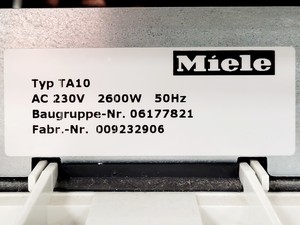 Miele
Typ TA10
AC 230V 2600W 50Hz
Baugruppe-Nr. 06177821
Fabr.-Nr. 009232906